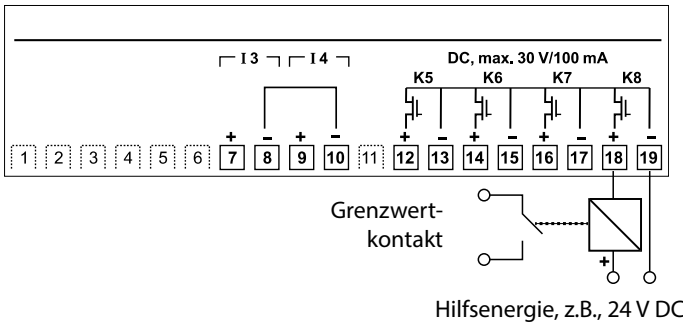 I 3 I 4 DC, max. 30 V/100 mA
K5 K6 K7 K8
+ − + − + − + − + − + −
1 2 3 4 5 6 7 8 9 10 11 12 13 14 15 16 17 18 19
Grenzwert-
kontakt
+
Hilfsenergie, z.B., 24 V DC